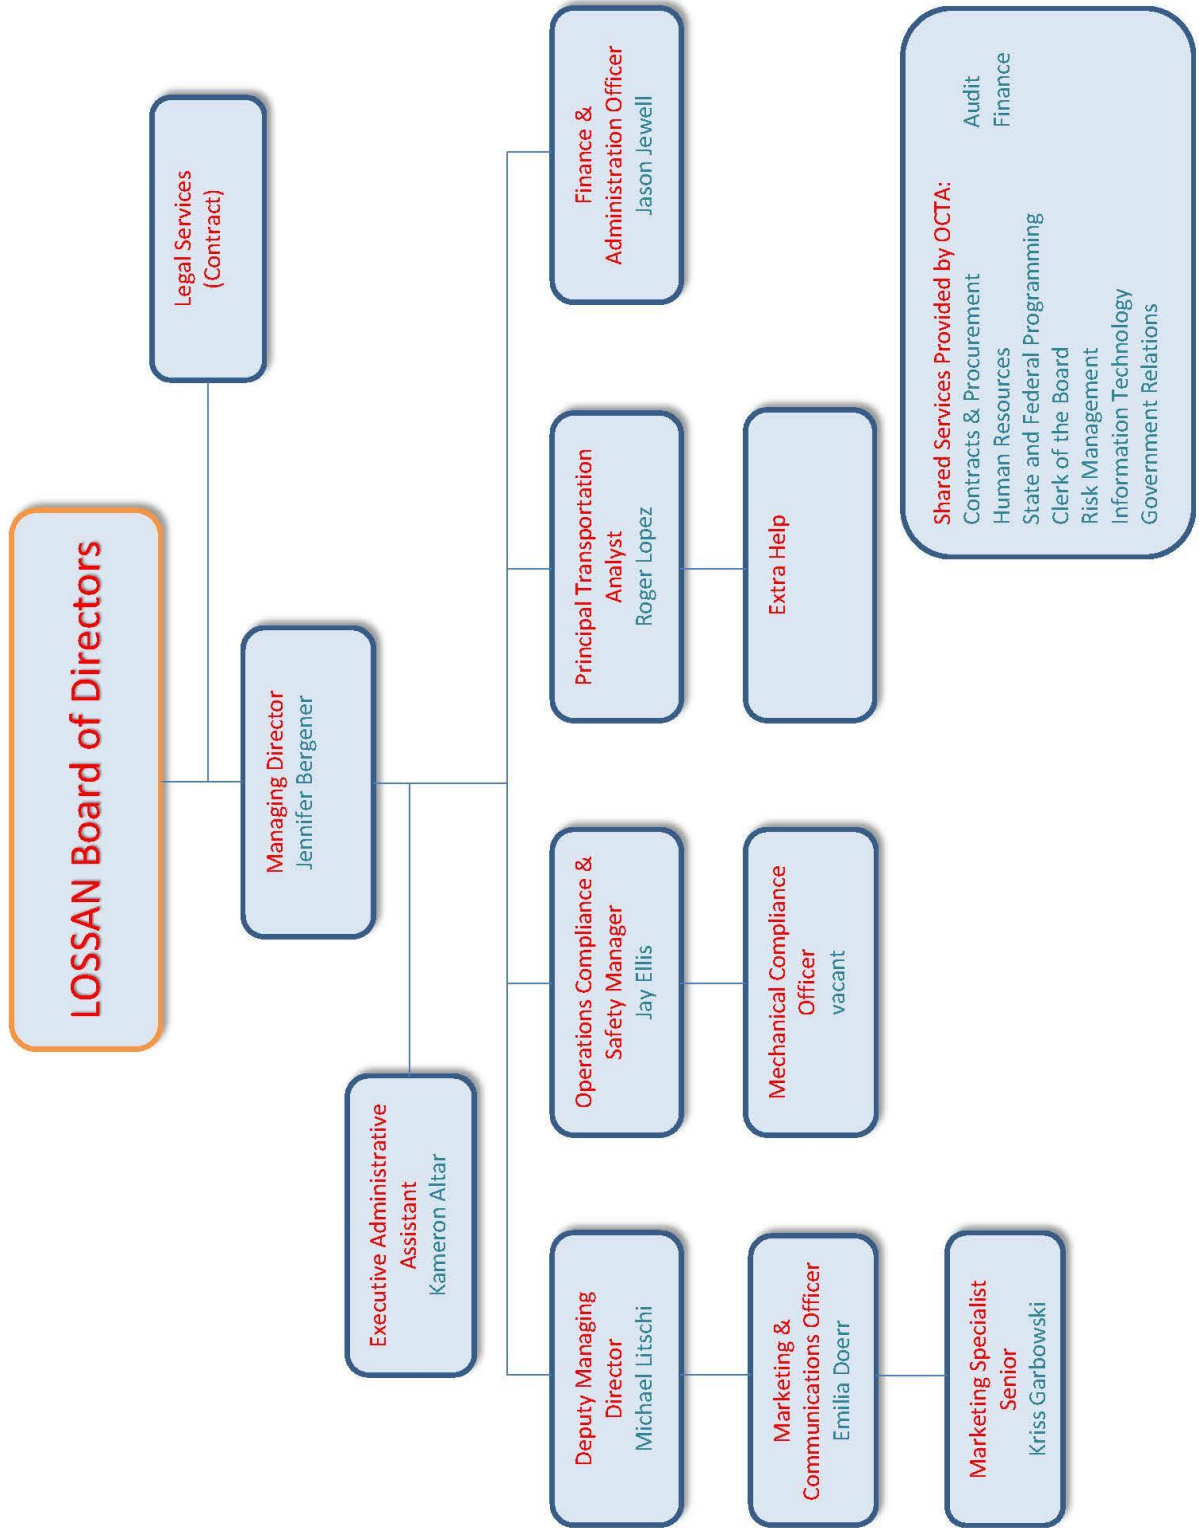 LOSSAN Board of Directors
Legal Services
(Contract)
Managing Director
Jennifer Bergener
Executive Administrative
Assistant
Kameron Altar
Deputy Managing
Director
Michael Litschi
Operations Compliance &
Safety Manager
Jay Ellis
Principal Transportation
Analyst
Roger Lopez
Finance &
Administration Officer
Jason Jewell
Marketing &
Communications Officer
Emilia Doerr
Mechanical Compliance
Officer
vacant
Extra Help
Marketing Specialist
Senior
Kriss Garbowski
Shared Services Provided by OCTA:
Contracts & Procurement Audit
Human Resources Finance
State and Federal Programming
Clerk of the Board
Risk Management
Information Technology
Government Relations